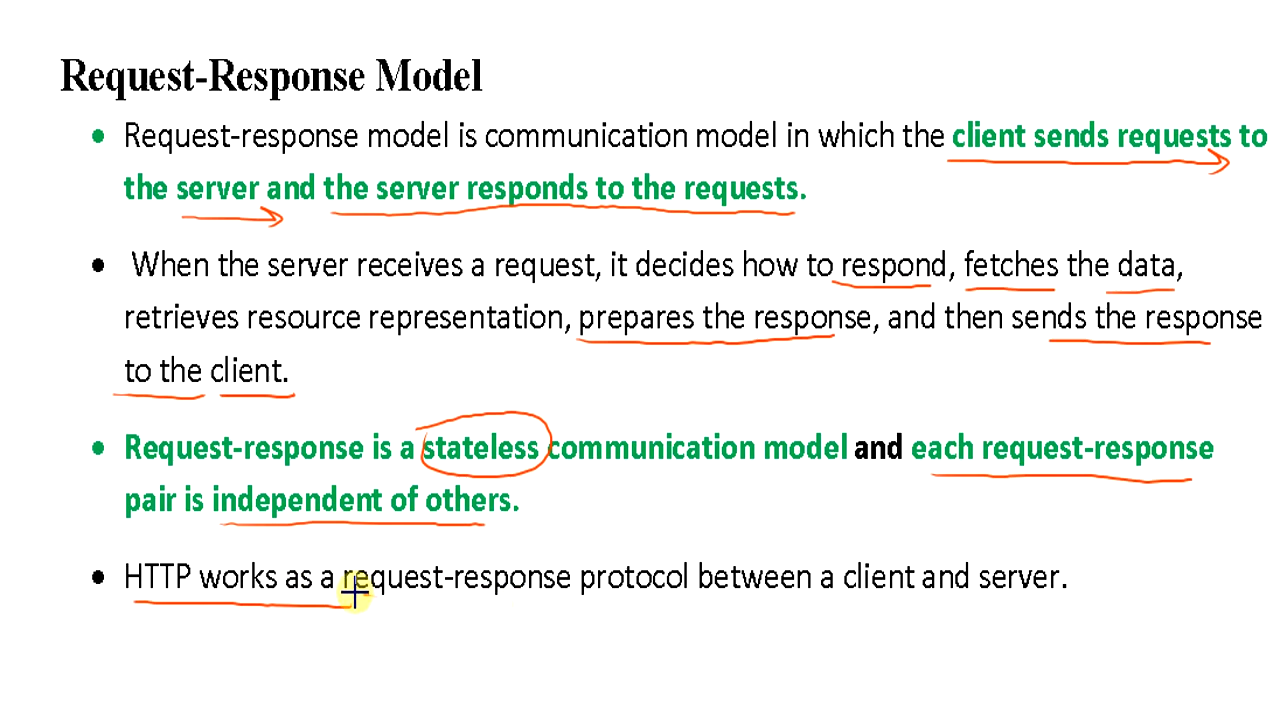 Request-Response Model
• Request-response model is communication model in which the client sends requests to
the server and the server responds to the requests.
• When the server receives a request, it decides how to respond, fetches the data,
retrieves resource representation, prepares the response, and then sends the response
to the client.
• Request-response is a stateless communication model and each request-response
pair is independent of others.
• HTTP works as a request-response protocol between a client and server.